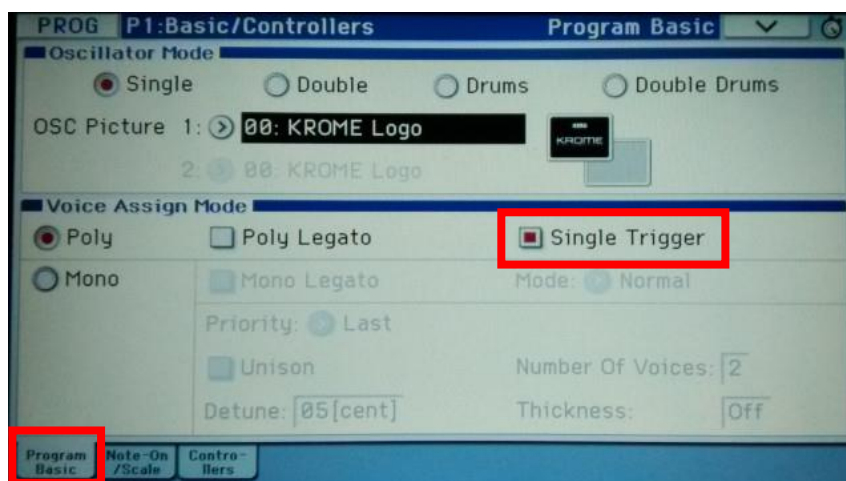 PROG P1:Basic/Controllers Program Basic
Oscillator Mode
Single Double Drums Double Drums
OSC Picture 1: 00: KROME Logo
KROME
2: 00: KROME Logo
Voice Assign Mode
Poly Poly Legato Single Trigger
Mono Mono Legato Mode: Normal
Priority: Last
Unison Number Of Voices: 2
Detune: 05[cent] Thickness: Off
Program Basic Note-On /Scale Contro- llers